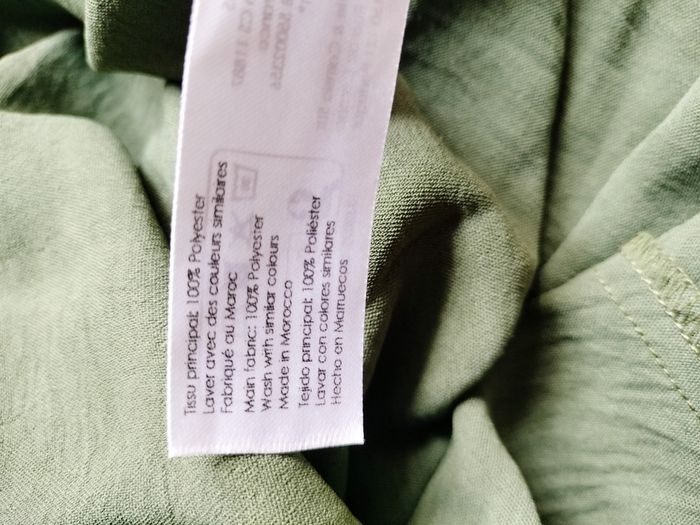 Tissu principal: 100% Polyester
Laver avec des couleurs similaires
Fabriqué au Maroc
Main fabric: 100% Polyester
Wash with similar colours
Made in Morocco
Tejido principal: 100% Poliéster
Lavar con colores similares
Hecho en Marruecos